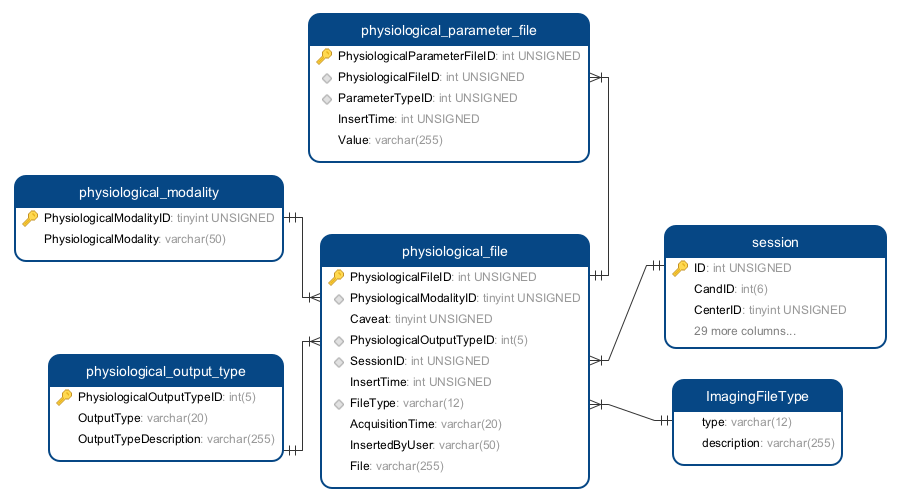 physiological_parameter_file
PhysiologicalParameterFileID: int UNSIGNED
PhysiologicalFileID: int UNSIGNED
ParameterTypeID: int UNSIGNED
InsertTime: int UNSIGNED
Value: varchar(255)
physiological_modality
PhysiologicalModalityID: tinyint UNSIGNED
PhysiologicalModality: varchar(50)
physiological_file
PhysiologicalFileID: int UNSIGNED
PhysiologicalModalityID: tinyint UNSIGNED
Caveat: tinyint UNSIGNED
PhysiologicalOutputTypeID: int(5)
SessionID: int UNSIGNED
InsertTime: int UNSIGNED
FileType: varchar(12)
AcquisitionTime: varchar(20)
InsertedByUser: varchar(50)
File: varchar(255)
session
ID: int UNSIGNED
CandID: int(6)
CenterID: tinyint UNSIGNED
29 more columns...
physiological_output_type
PhysiologicalOutputTypeID: int(5)
OutputType: varchar(20)
OutputTypeDescription: varchar(255)
ImagingFileType
type: varchar(12)
description: varchar(255)